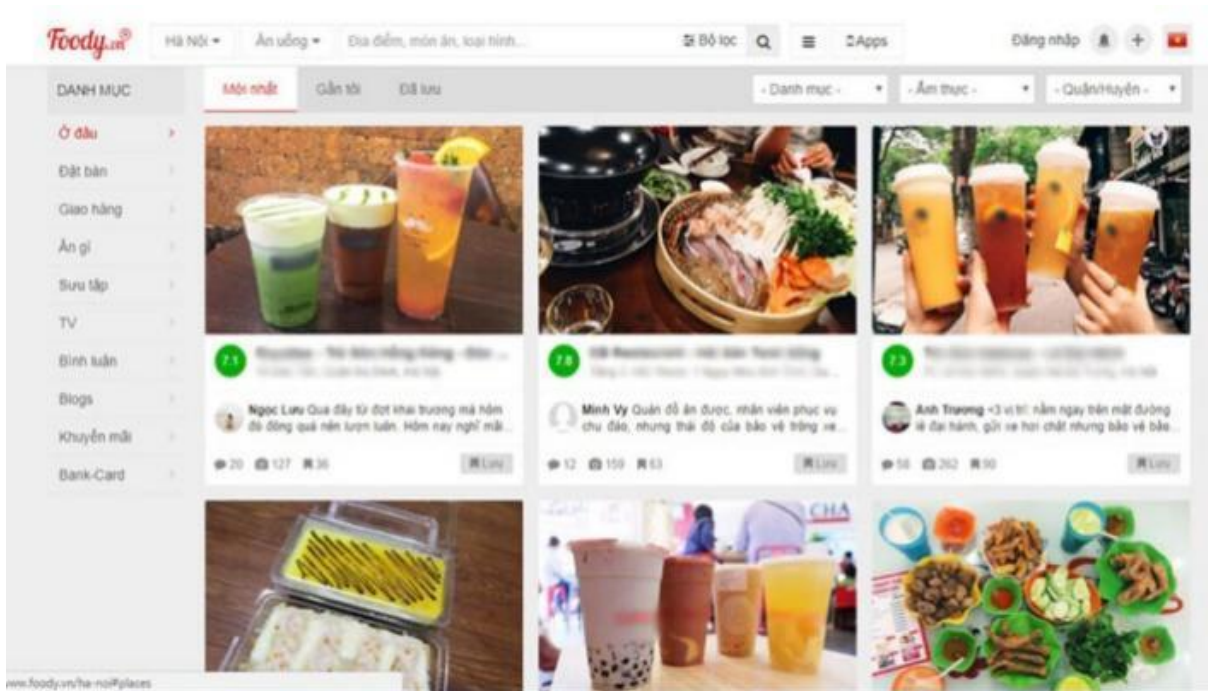 Foody.vn
Hà Nội
Ăn uống
Địa điểm, món ăn, loại hình...
Bộ lọc
Apps
Đăng nhập
DANH MỤC
Mới nhất
Gần tôi
Đã lưu
- Danh mục -
- Ẩm thực -
- Quận/Huyện -
Ở đâu
Đặt bàn
Giao hàng
Ăn gì
Sưu tập
TV
Bình luận
Blogs
Khuyến mãi
Bank-Card
7.1
Ngọc Lưu Qua đây từ đợt khai trương mà hôm
đó đông quá nên lượn luôn. Hôm nay nghỉ mãi...
20 127 36 Lưu
7.8
Minh Vy Quán đồ ăn được, nhân viên phục vụ
chu đáo, nhưng thái độ của bảo vệ trông xe...
12 159 63 Lưu
7.3
Anh Trương <3 vị trí: nằm ngay trên mặt đường
lê đại hành, gửi xe hơi chật nhưng bảo vệ bảo...
58 262 90 Lưu
CHA
www.foody.vn/ha-noi#places